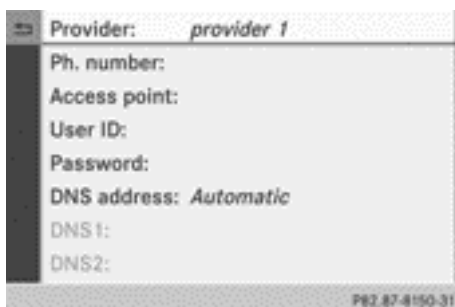 Provider: provider 1
Ph. number:
Access point:
User ID:
Password:
DNS address: Automatic
DNS1:
DNS2:
P82.87-8150-31